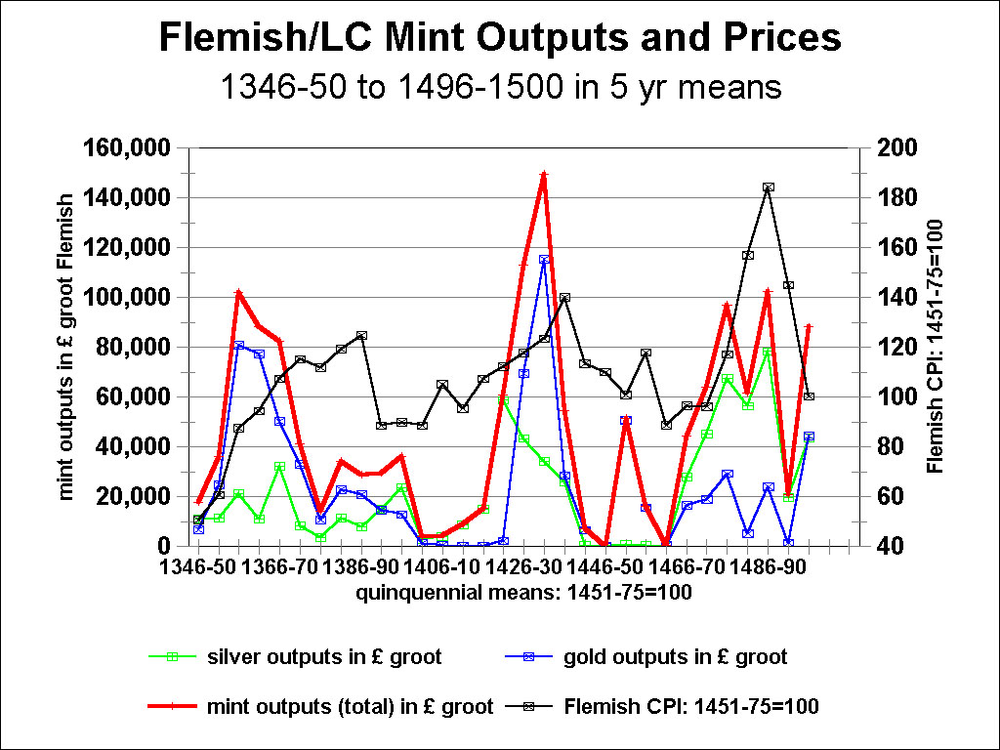 Flemish/LC Mint Outputs and Prices
1346-50 to 1496-1500 in 5 yr means
160,000
140,000
120,000
100,000
80,000
60,000
40,000
20,000
0
mint outputs in £ groot Flemish
200
180
160
140
120
100
80
60
40
Flemish CPI: 1451-75=100
1346-50 1366-70 1386-90 1406-10 1426-30 1446-50 1466-70 1486-90
quinquennial means: 1451-75=100
silver outputs in £ groot
gold outputs in £ groot
mint outputs (total) in £ groot
Flemish CPI: 1451-75=100